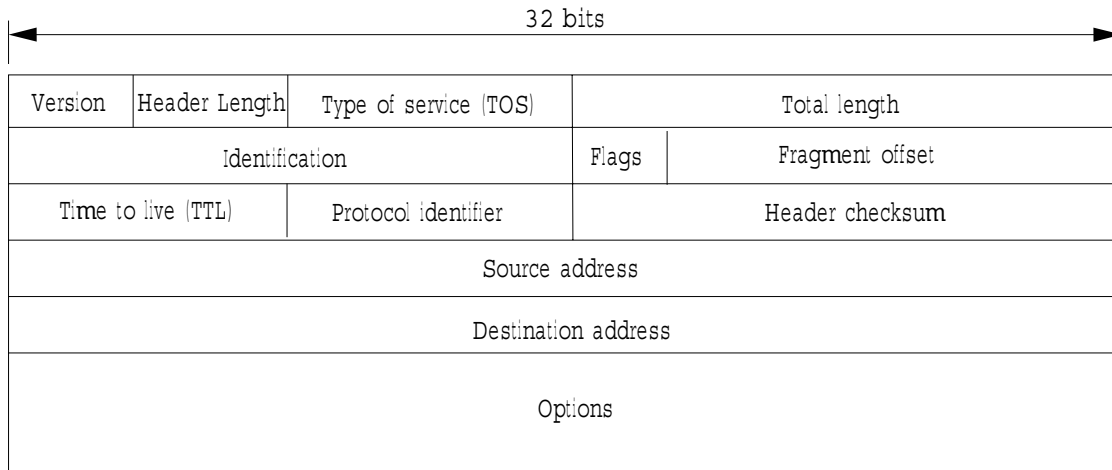 32 bits
Version Header Length Type of service (TOS) Total length
Identification Flags Fragment offset
Time to live (TTL) Protocol identifier Header checksum
Source address
Destination address
Options